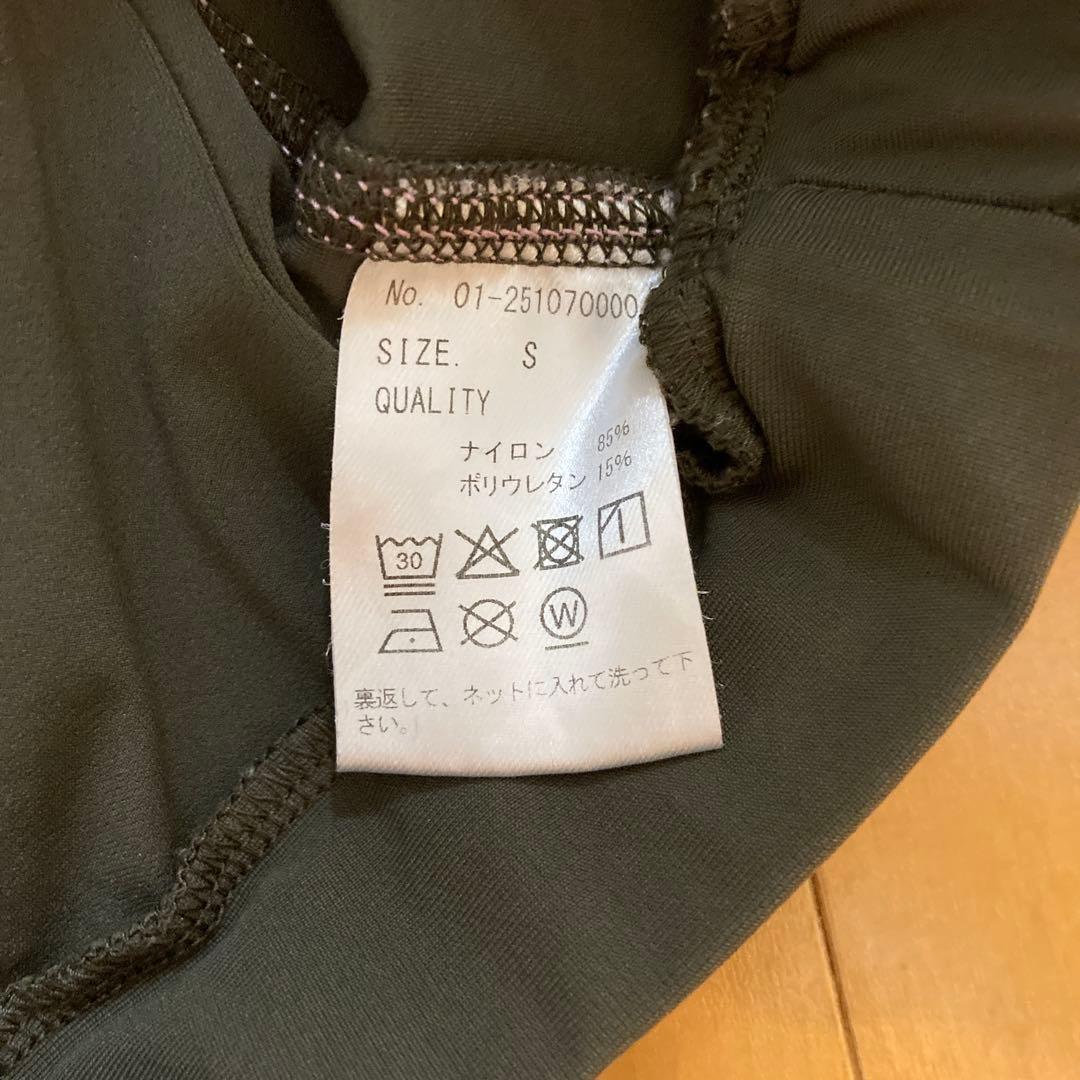 No. 01-251070000
SIZE. S
QUALITY
ナイロン 85%
ポリウレタン 15%
30
W
裏返して、ネットに入れて洗って下
さい。